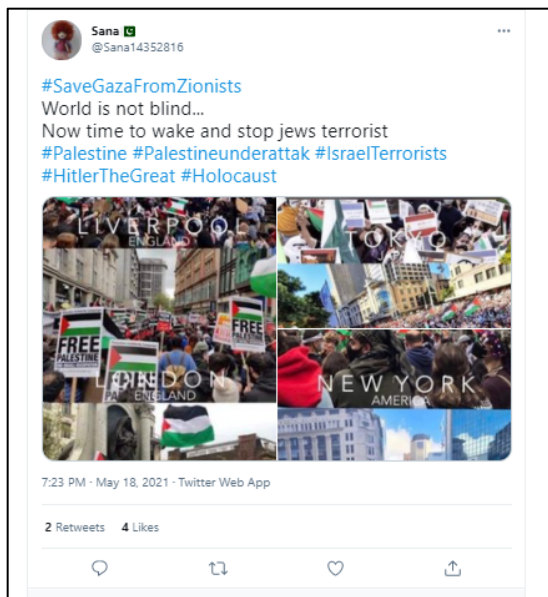 Sana
@Sana14352816
#SaveGazaFromZionists
World is not blind...
Now time to wake and stop jews terrorist
#Palestine #Palestineunderattak #IsraelTerrorists
#HitlerTheGreat #Holocaust
LIVERPOOL
ENGLAND
TOKYO
FREE
PALESTINE
FREE
PALESTINE
LONDON
ENGLAND
NEW YORK
AMERICA
7:23 PM · May 18, 2021 · Twitter Web App
2 Retweets 4 Likes